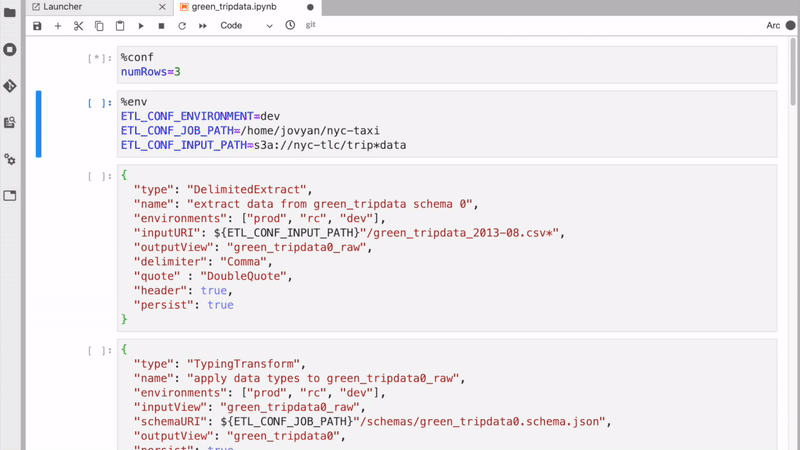 Launcher
green_tripdata.ipynb
Code
git
Arc
[*]:
%conf
numRows=3
[ ]:
%env
ETL_CONF_ENVIRONMENT=dev
ETL_CONF_JOB_PATH=/home/jovyan/nyc-taxi
ETL_CONF_INPUT_PATH=s3a://nyc-tlc/trip*data
[ ]:
{
"type": "DelimitedExtract",
"name": "extract data from green_tripdata schema 0",
"environments": ["prod", "rc", "dev"],
"inputURI": ${ETL_CONF_INPUT_PATH}"/green_tripdata_2013-08.csv*",
"outputView": "green_tripdata0_raw",
"delimiter": "Comma",
"quote" : "DoubleQuote",
"header": true,
"persist": true
}
[ ]:
{
"type": "TypingTransform",
"name": "apply data types to green_tripdata0_raw",
"environments": ["prod", "rc", "dev"],
"inputView": "green_tripdata0_raw",
"schemaURI": ${ETL_CONF_JOB_PATH}"/schemas/green_tripdata0.schema.json",
"outputView": "green_tripdata0",
"persist": true